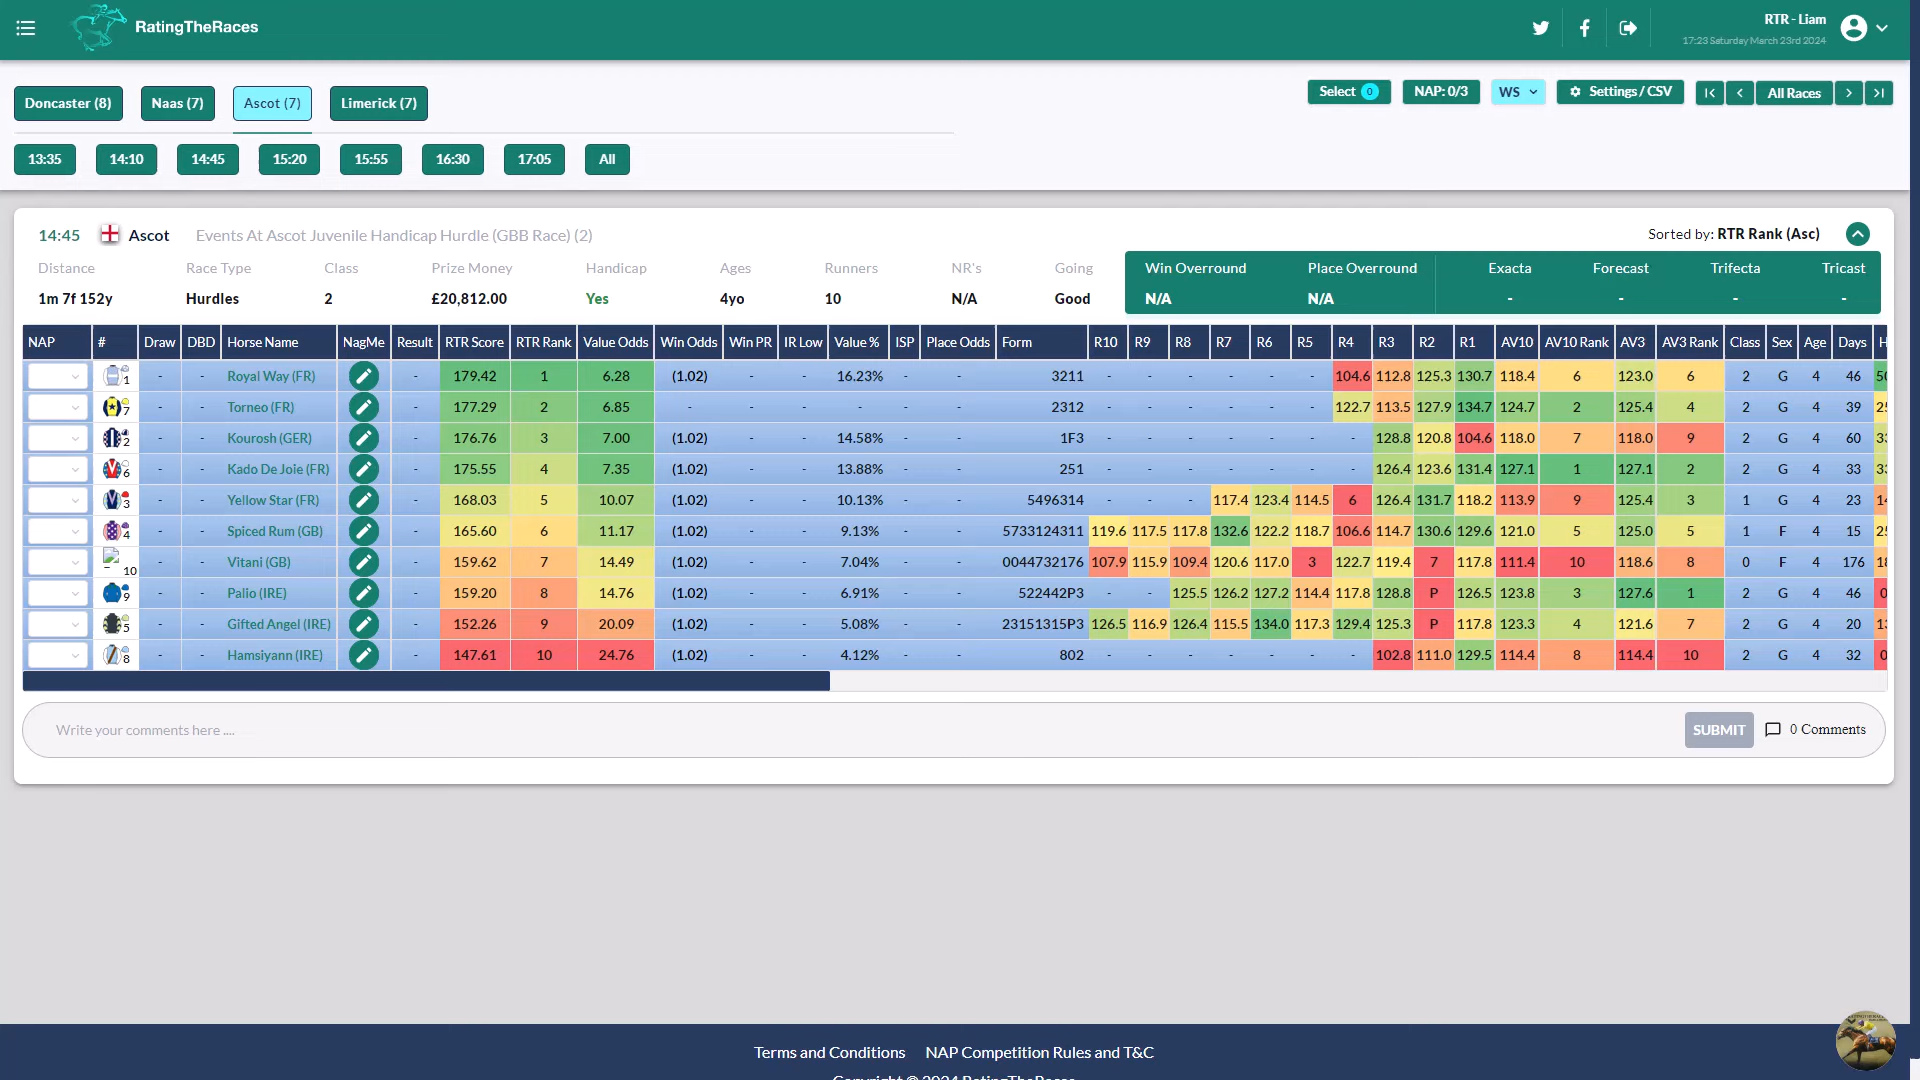 RatingTheRaces
RTR - Liam
17:23 Saturday March 23rd 2024
Doncaster (8) Naas (7) Ascot (7) Limerick (7)
Select 0 NAP: 0/3 WS Settings / CSV All Races
13:35 14:10 14:45 15:20 15:55 16:30 17:05 All
14:45 Ascot Events At Ascot Juvenile Handicap Hurdle (GBB Race) (2) Sorted by: RTR Rank (Asc)
Distance Race Type Class Prize Money Handicap Ages Runners NR's Going Win Overround Place Overround Exacta Forecast Trifecta Tricast
1m 7f 152y Hurdles 2 £20,812.00 Yes 4yo 10 N/A Good N/A N/A - - - -
NAP # Draw DBD Horse Name NagMe Result RTR Score RTR Rank Value Odds Win Odds Win PR IR Low Value % ISP Place Odds Form R10 R9 R8 R7 R6 R5 R4 R3 R2 R1 AV10 AV10 Rank AV3 AV3 Rank Class Sex Age Days H
1 - - Royal Way (FR) - 179.42 1 6.28 (1.02) - - 16.23% - - 3211 - - - - - - 104.6 112.8 125.3 130.7 118.4 6 123.0 6 2 G 4 46 50
7 - - Torneo (FR) - 177.29 2 6.85 - - - - - - 2312 - - - - - - 122.7 113.5 127.9 134.7 124.7 2 125.4 4 2 G 4 39 25
2 - - Kourosh (GER) - 176.76 3 7.00 (1.02) - - 14.58% - - 1F3 - - - - - - - 128.8 120.8 104.6 118.0 7 118.0 9 2 G 4 60 33
6 - - Kado De Joie (FR) - 175.55 4 7.35 (1.02) - - 13.88% - - 251 - - - - - - - 126.4 123.6 131.4 127.1 1 127.1 2 2 G 4 33 33
3 - - Yellow Star (FR) - 168.03 5 10.07 (1.02) - - 10.13% - - 5496314 - - - 117.4 123.4 114.5 6 126.4 131.7 118.2 113.9 9 125.4 3 1 G 4 23 14
4 - - Spiced Rum (GB) - 165.60 6 11.17 (1.02) - - 9.13% - - 5733124311 119.6 117.5 117.8 132.6 122.2 118.7 106.6 114.7 130.6 129.6 121.0 5 125.0 5 1 F 4 15 25
10 - - Vitani (GB) - 159.62 7 14.49 (1.02) - - 7.04% - - 0044732176 107.9 115.9 109.4 120.6 117.0 3 122.7 119.4 7 117.8 111.4 10 118.6 8 0 F 4 176 18
9 - - Palio (IRE) - 159.20 8 14.76 (1.02) - - 6.91% - - 522442P3 - - 125.5 126.2 127.2 114.4 117.8 128.8 P 126.5 123.8 3 127.6 1 2 G 4 46 0
5 - - Gifted Angel (IRE) - 152.26 9 20.09 (1.02) - - 5.08% - - 23151315P3 126.5 116.9 126.4 115.5 134.0 117.3 129.4 125.3 P 117.8 123.3 4 121.6 7 2 G 4 20 13
8 - - Hamsiyann (IRE) - 147.61 10 24.76 (1.02) - - 4.12% - - 802 - - - - - - - 102.8 111.0 129.5 114.4 8 114.4 10 2 G 4 32 0
Write your comments here .... SUBMIT 0 Comments
Terms and Conditions NAP Competition Rules and T&C
Copyright © 2024 RatingTheRaces